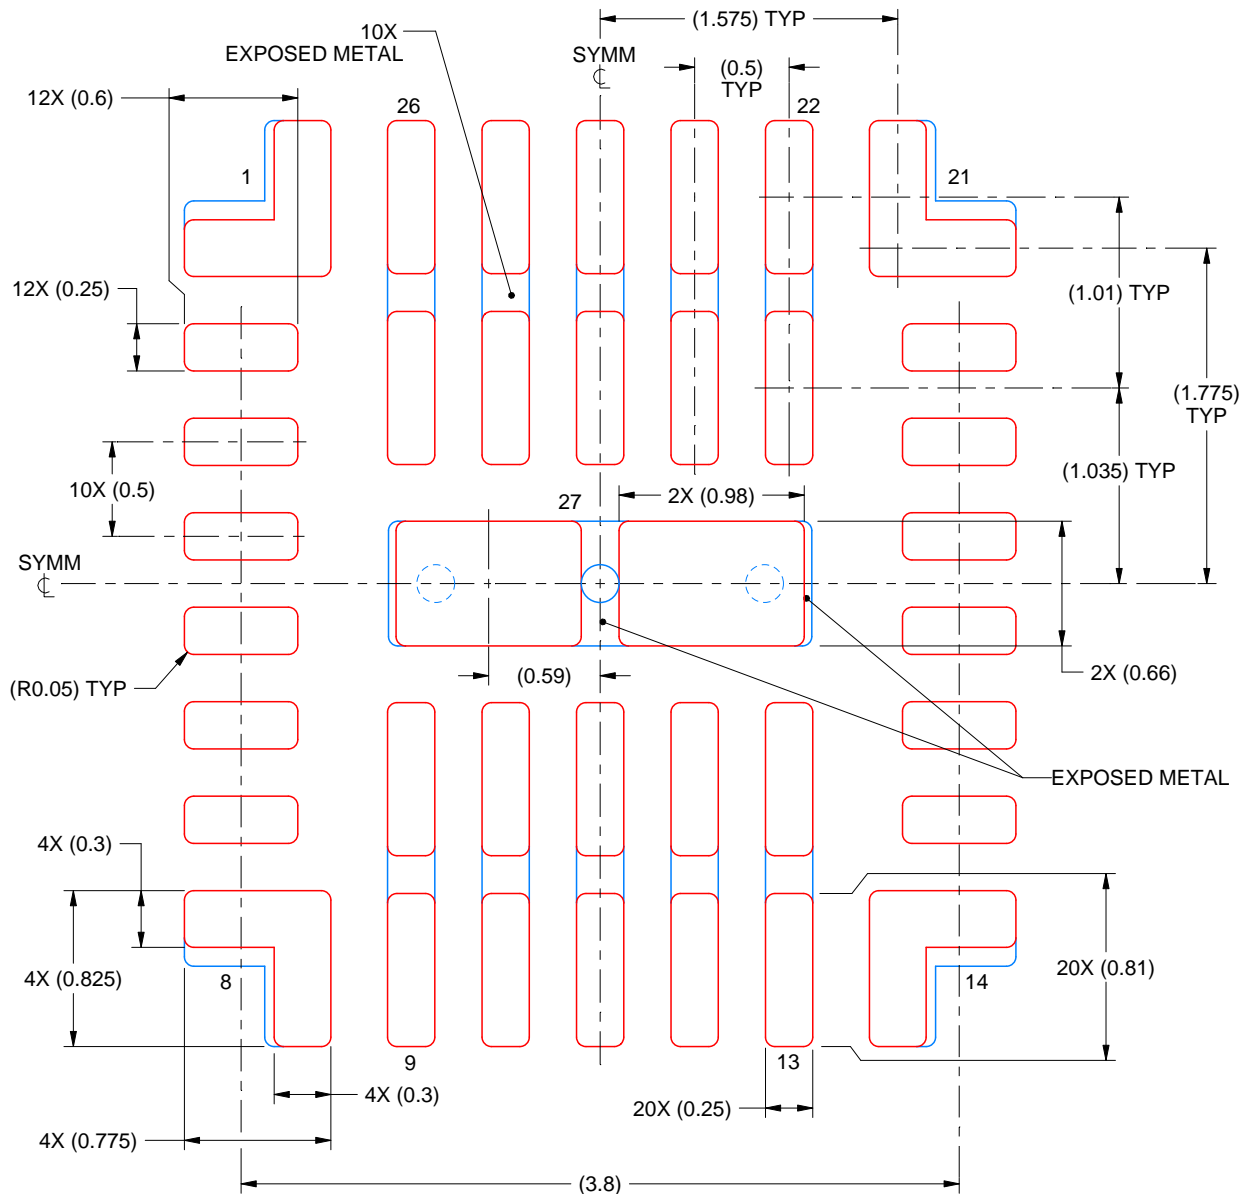 (1.575) TYP
10X
EXPOSED METAL
SYMM
℄
(0.5)
TYP
12X (0.6)
26
22
1
21
12X (0.25)
(1.01) TYP
(1.775)
TYP
(1.035) TYP
10X (0.5)
27
2X (0.98)
SYMM
℄
(R0.05) TYP
(0.59)
2X (0.66)
EXPOSED METAL
4X (0.3)
4X (0.825)
8
14
20X (0.81)
9
13
4X (0.3)
20X (0.25)
4X (0.775)
(3.8)